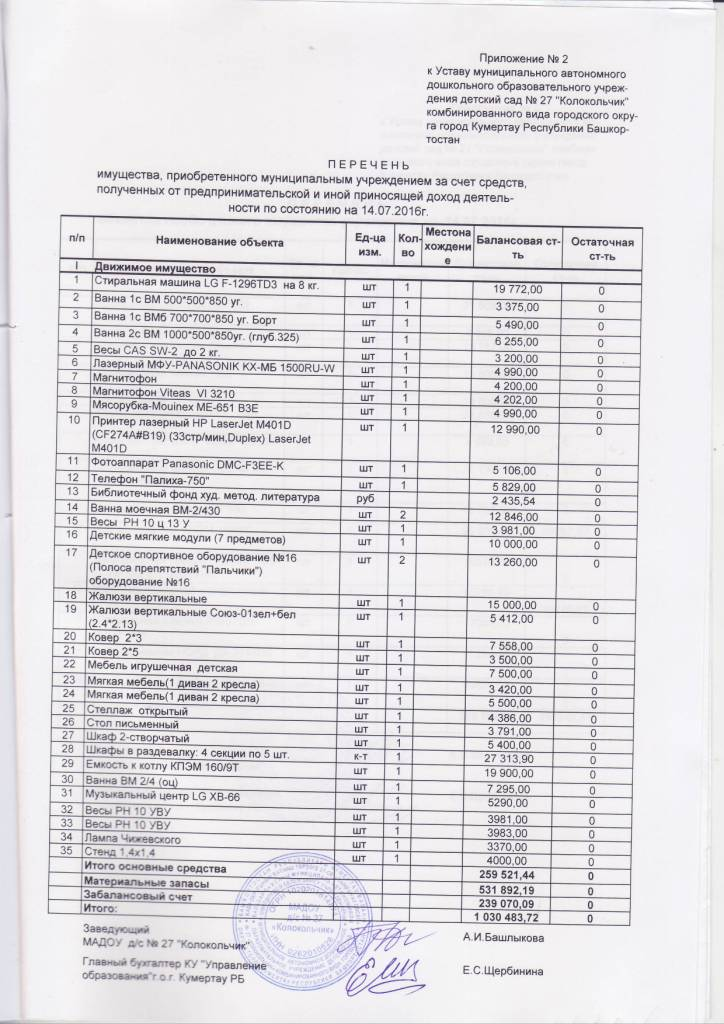 Приложение № 2
к Уставу муниципального автономного
дошкольного образовательного учреж-
дения детский сад № 27 "Колокольчик"
комбинированного вида городского окру-
га город Кумертау Республики Башкор-
тостан
П Е Р Е Ч Е Н Ь
имущества, приобретенного муниципальным учреждением за счет средств,
полученных от предпринимательской и иной приносящей доход деятель-
ности по состоянию на 14.07.2016г.
п/п Наименование объекта Ед-ца изм. Кол-во Местона хождени е Балансовая ст-ть Остаточная ст-ть
I Движимое имущество
1 Стиральная машина LG F-1296TD3 на 8 кг. шт 1 19 772,00 0
2 Ванна 1с ВМ 500*500*850 уг. шт 1 3 375,00 0
3 Ванна 1с ВМб 700*700*850 уг. Борт шт 1 5 490,00 0
4 Ванна 2с ВМ 1000*500*850уг. (глуб.325) шт 1 6 255,00 0
5 Весы CAS SW-2 до 2 кг. шт 1 3 200,00 0
6 Лазерный МФУ-PANASONIK KX-МБ 1500RU-W шт 1 4 990,00 0
7 Магнитофон шт 1 4 200,00 0
8 Магнитофон Viteas VI 3210 шт 1 4 202,00 0
9 Мясорубка-Mouinex ME-651 B3E шт 1 4 990,00 0
10 Принтер лазерный HP LaserJet M401D шт 1 12 990,00 0
(CF274A#B19) (33стр/мин,Duplex) LaserJet
M401D
11 Фотоаппарат Panasonic DMC-F3EE-K шт 1 5 106,00 0
12 Телефон "Палиха-750" шт 1 5 829,00 0
13 Библиотечный фонд худ. метод. литература руб 2 435,54 0
14 Ванна моечная ВМ-2/430 шт 2 12 846,00 0
15 Весы РН 10 ц 13 У шт 1 3 981,00 0
16 Детские мягкие модули (7 предметов) шт 1 10 000,00 0
17 Детское спортивное оборудование №16 шт 2 13 260,00 0
(Полоса препятствий "Пальчики")
оборудование №16
18 Жалюзи вертикальные шт 1 15 000,00 0
19 Жалюзи вертикальные Союз-01зел+бел шт 1 5 412,00 0
(2.4*2.13)
20 Ковер 2*3 шт 1 7 558,00 0
21 Ковер 2*5 шт 1 3 500,00 0
22 Мебель игрушечная детская шт 1 7 500,00 0
23 Мягкая мебель(1 диван 2 кресла) шт 1 3 420,00 0
24 Мягкая мебель(1 диван 2 кресла) шт 1 5 500,00 0
25 Стеллаж открытый шт 1 4 386,00 0
26 Стол письменный шт 1 3 791,00 0
27 Шкаф 2-створчатый шт 1 5 400,00 0
28 Шкафы в раздевалку: 4 секции по 5 шт. к-т 1 27 313,90 0
29 Емкость к котлу КПЭМ 160/9Т шт 1 19 900,00 0
30 Ванна ВМ 2/4 (оц) шт 1 7 295,00 0
31 Музыкальный центр LG XB-66 шт 1 5290,00 0
32 Весы РН 10 УВУ шт 1 3981,00 0
33 Весы РН 10 УВУ шт 1 3983,00 0
34 Лампа Чижевского шт 1 3370,00 0
35 Стенд 1,4х1,4 шт 1 4000,00 0
Итого основные средства 259 521,44 0
Материальные запасы 531 892,19 0
Забалансовый счет 239 070,09 0
Итого: 1 030 483,72 0
МАДОУ
д/с № 27
«Колокольчик»
Заведующий
МАДОУ д/с № 27 "Колокольчик" А.И.Башлыкова
Главный бухгалтер КУ "Управление
образования"г.о.г. Кумертау РБ Е.С.Щербинина